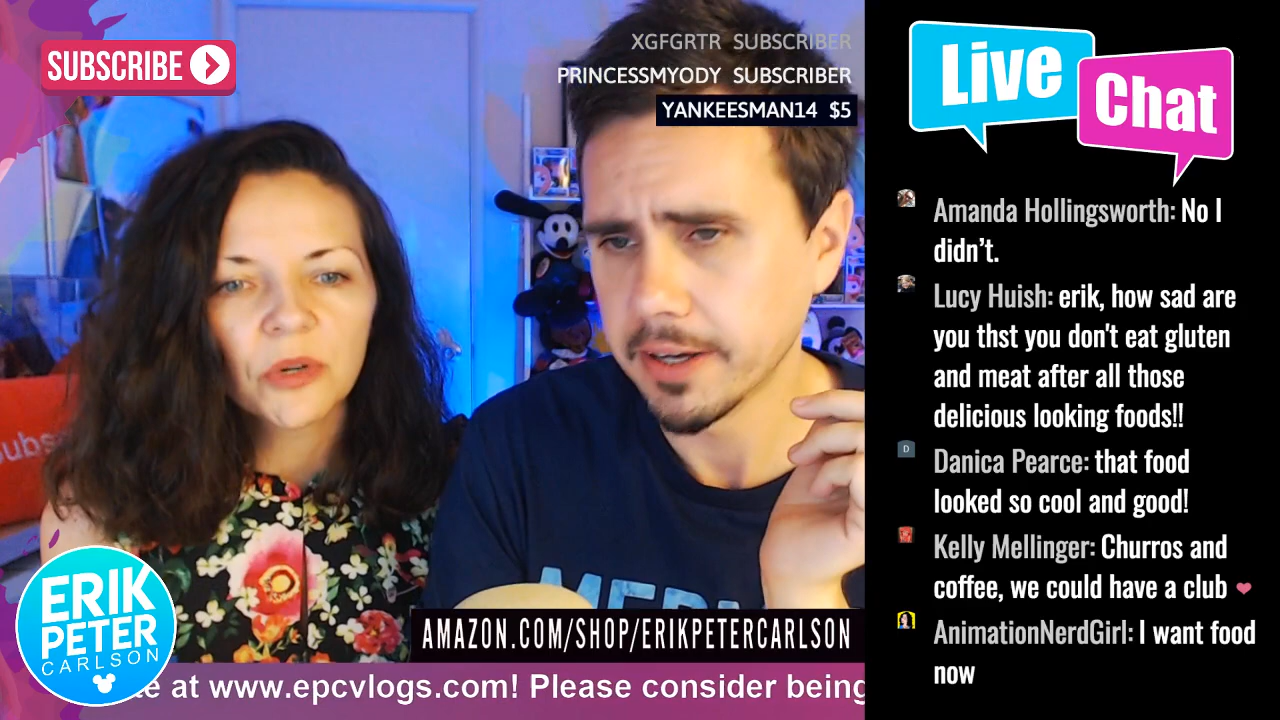 SUBSCRIBE
XGFGRTR SUBSCRIBER
PRINCESSMYODY SUBSCRIBER
YANKEESMAN14 $5
Subs
ERIK
PETER
CARLSON
AMAZON.COM/SHOP/ERIKPETERCARLSON
te at www.epcvlogs.com! Please consider being
Live
Chat
Amanda Hollingsworth: No I
didn’t.
Lucy Huish: erik, how sad are
you thst you don't eat gluten
and meat after all those
delicious looking foods!!
D
Danica Pearce: that food
looked so cool and good!
Kelly Mellinger: Churros and
coffee, we could have a club ❤
AnimationNerdGirl: I want food
now